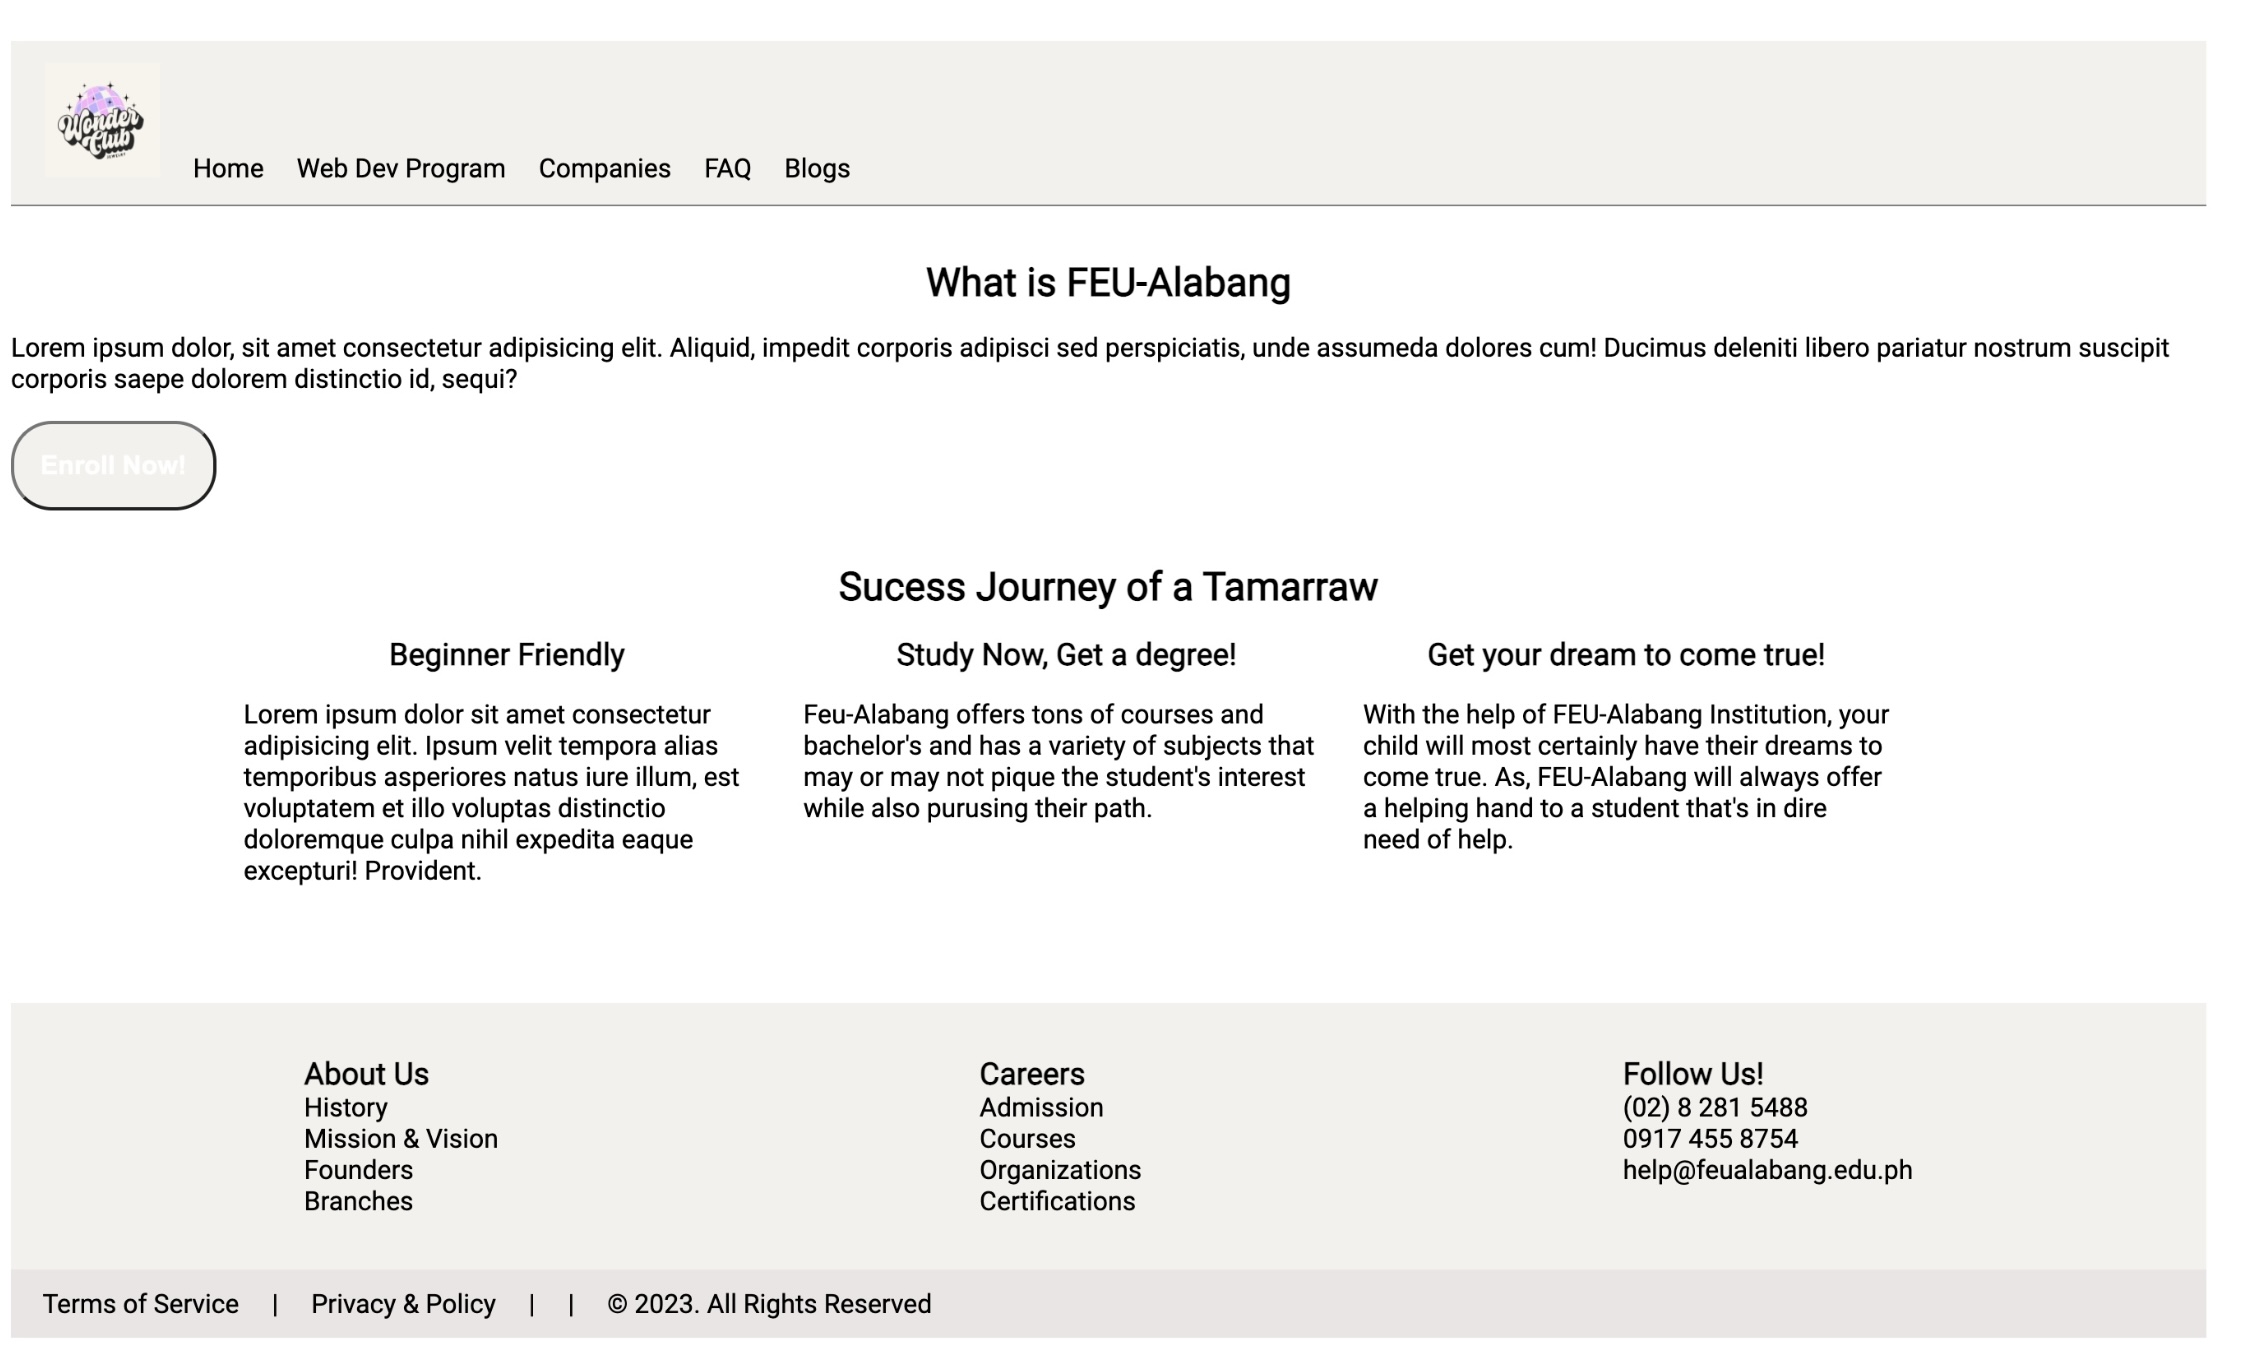 Wonder
Club
JEWELRY
Home Web Dev Program Companies FAQ Blogs
What is FEU-Alabang
Lorem ipsum dolor, sit amet consectetur adipisicing elit. Aliquid, impedit corporis adipisci sed perspiciatis, unde assumeda dolores cum! Ducimus deleniti libero pariatur nostrum suscipit
corporis saepe dolorem distinctio id, sequi?
Enroll Now!
Sucess Journey of a Tamarraw
Beginner Friendly
Lorem ipsum dolor sit amet consectetur
adipisicing elit. Ipsum velit tempora alias
temporibus asperiores natus iure illum, est
voluptatem et illo voluptas distinctio
doloremque culpa nihil expedita eaque
excepturi! Provident.
Study Now, Get a degree!
Feu-Alabang offers tons of courses and
bachelor's and has a variety of subjects that
may or may not pique the student's interest
while also purusing their path.
Get your dream to come true!
With the help of FEU-Alabang Institution, your
child will most certainly have their dreams to
come true. As, FEU-Alabang will always offer
a helping hand to a student that's in dire
need of help.
About Us
History
Mission & Vision
Founders
Branches
Careers
Admission
Courses
Organizations
Certifications
Follow Us!
(02) 8 281 5488
0917 455 8754
help@feualabang.edu.ph
Terms of Service | Privacy & Policy | | © 2023. All Rights Reserved